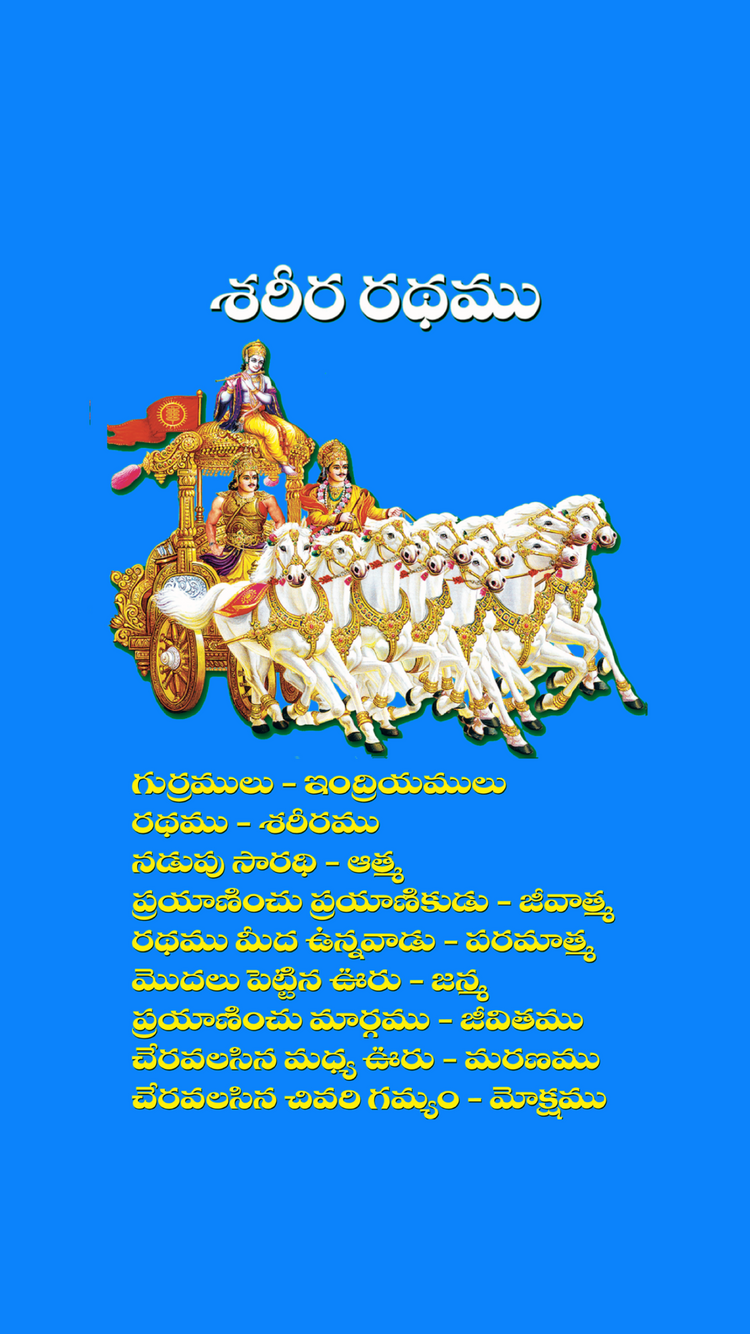 శరీర రథము
గుర్రములు - ఇంద్రియములు
రథము - శరీరము
నడుపు సారథి - ఆత్మ
ప్రయాణించు ప్రయాణికుడు - జీవాత్మ
రథము మీద ఉన్నవాడు - పరమాత్మ
మొదలు పెట్టిన ఊరు - జన్మ
ప్రయాణించు మార్గము - జీవితము
చేరవలసిన మధ్య ఊరు - మరణము
చేరవలసిన చివరి గమ్యం - మోక్షము